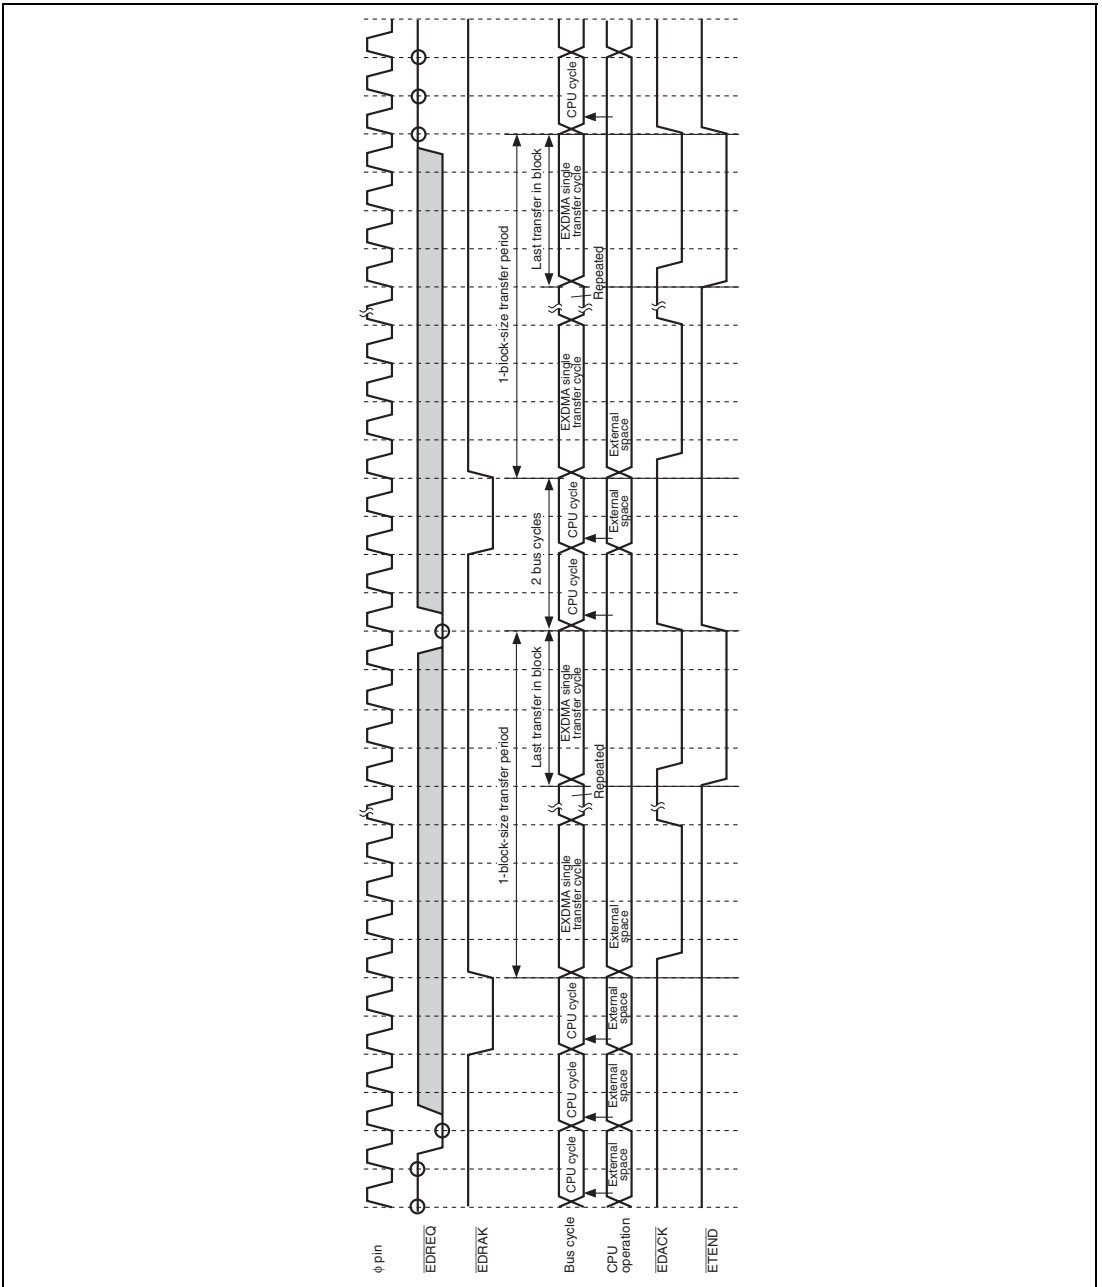 φ pin
EDREQ
EDRAK
1-block-size transfer period
1-block-size transfer period
Last transfer in block
2 bus cycles
Last transfer in block
Bus cycle
CPU cycle
CPU cycle
CPU cycle
EXDMA single
transfer cycle
EXDMA single
transfer cycle
CPU cycle
CPU cycle
EXDMA single
transfer cycle
EXDMA single
transfer cycle
CPU cycle
Repeated
Repeated
CPU
operation
External
space
External
space
External
space
External
space
External
space
External
space
EDACK
ETEND